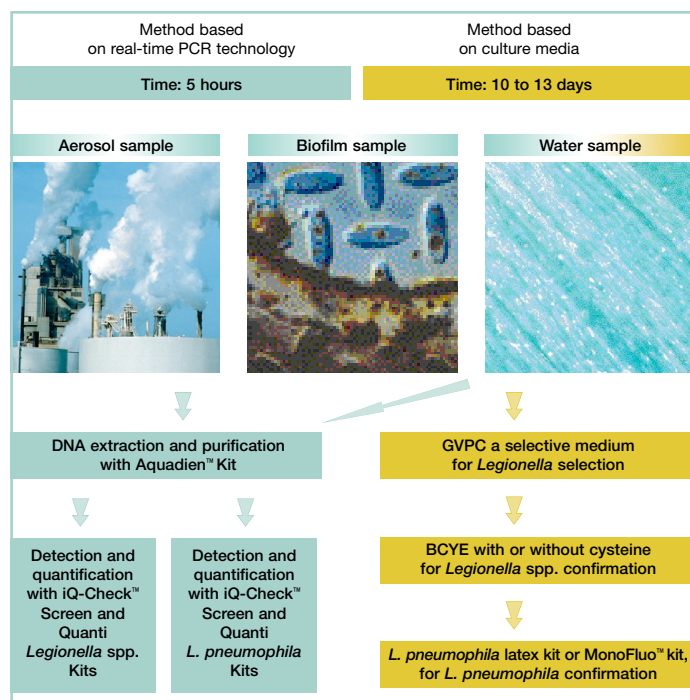 Method based
on real-time PCR technology
Method based
on culture media
Time: 5 hours
Time: 10 to 13 days
Aerosol sample
Biofilm sample
Water sample
DNA extraction and purification
with Aquadien™ Kit
GVPC a selective medium
for Legionella selection
Detection and
quantification
with iQ-Check™
Screen and
Quanti
Legionella spp.
Kits
Detection and
quantification
with iQ-Check™
Screen and
Quanti
L. pneumophila
Kits
BCYE with or without cysteine
for Legionella spp. confirmation
L. pneumophila latex kit or MonoFluo™ kit,
for L. pneumophila confirmation